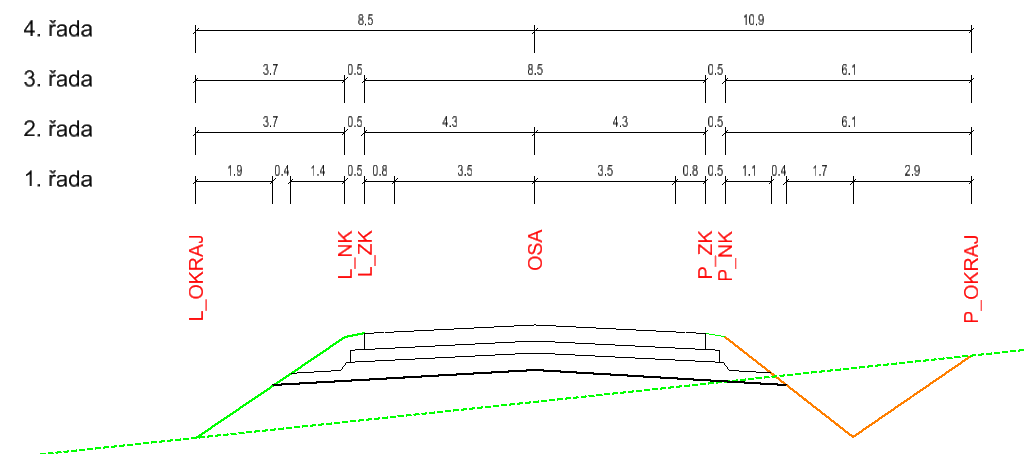 4. řada 8.5 10.9
3. řada 3.7 0.5 8.5 0.5 6.1
2. řada 3.7 0.5 4.3 4.3 0.5 6.1
1. řada 1.9 0.4 1.4 0.5 0.8 3.5 3.5 0.8 0.5 1.1 0.4 1.7 2.9
L_OKRAJ
L_NK
L_ZK
OSA
P_ZK
P_NK
P_OKRAJ